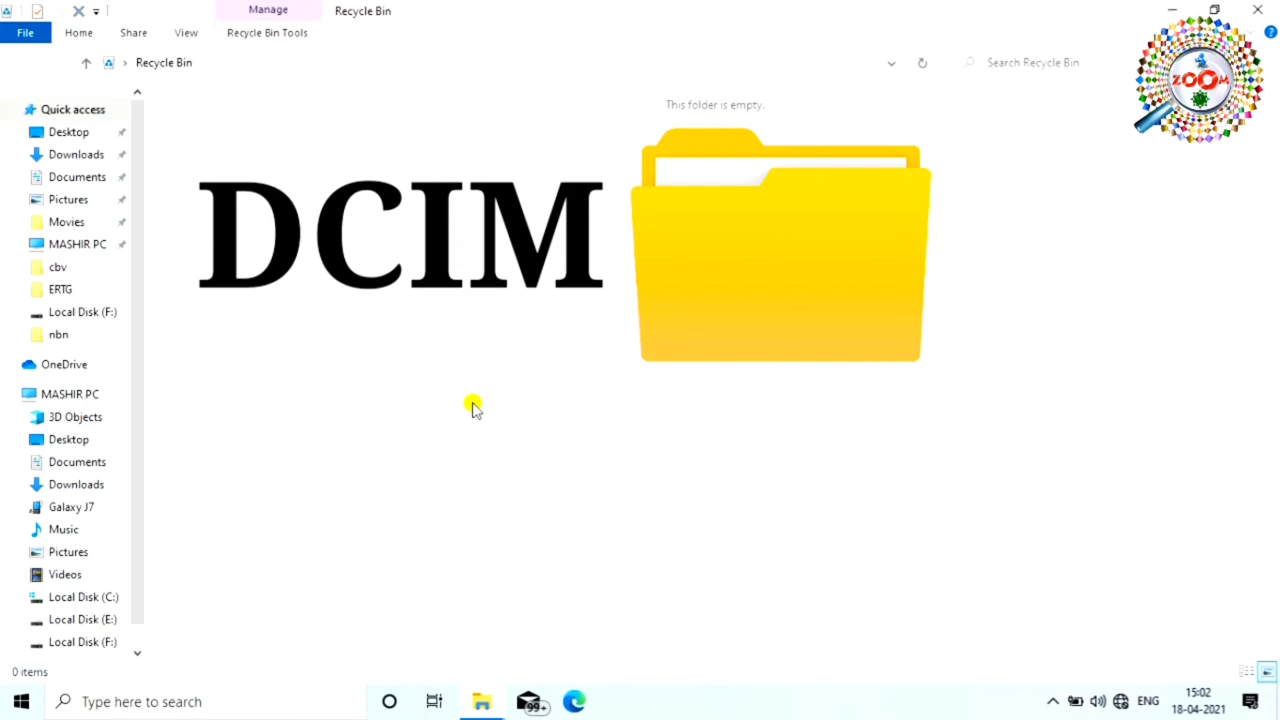 Manage
Recycle Bin
File
Home
Share
View
Recycle Bin Tools
Recycle Bin
Search Recycle Bin
ZOOM
This folder is empty.
Quick access
Desktop
Downloads
Documents
Pictures
Movies
MASHIR PC
cbv
ERTG
Local Disk (F:)
nbn
OneDrive
MASHIR PC
3D Objects
Desktop
Documents
Downloads
Galaxy J7
Music
Pictures
Videos
Local Disk (C:)
Local Disk (E:)
Local Disk (F:)
DCIM
0 items
Type here to search
99+
ENG
15:02
18-04-2021